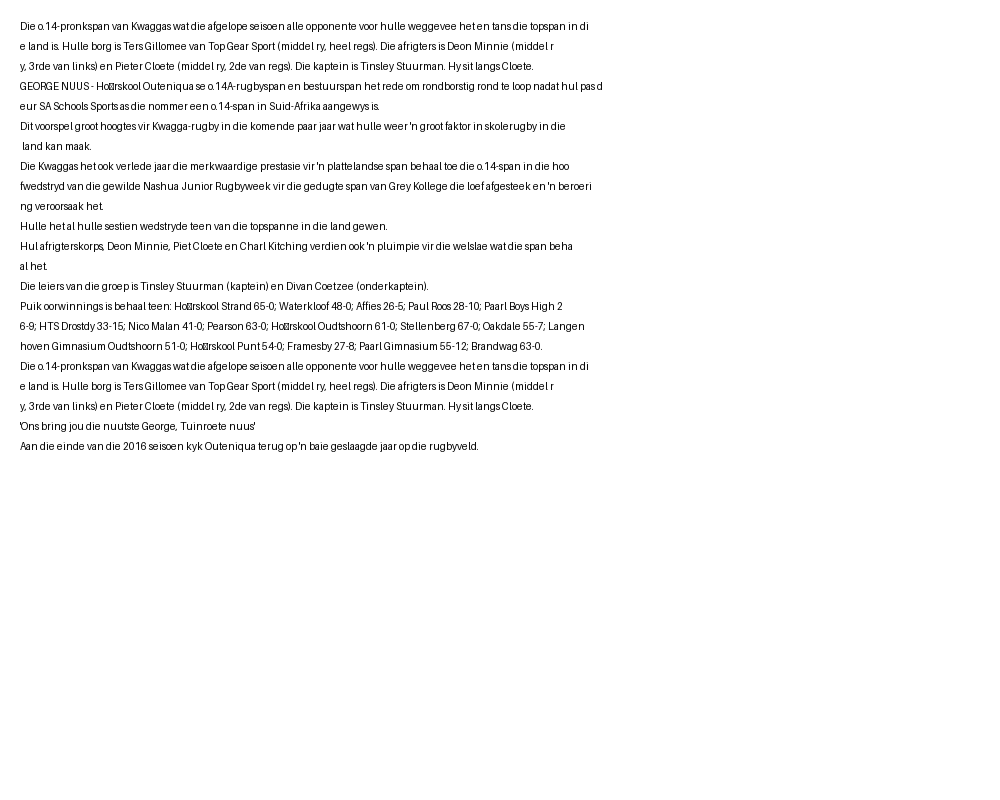 Die o.14-pronkspan van Kwaggas wat die afgelope seisoen alle opponente voor hulle weggevee het en tans die topspan in di
e land is. Hulle borg is Ters Gillomee van Top Gear Sport (middel ry, heel regs). Die afrigters is Deon Minnie (middel r
y, 3rde van links) en Pieter Cloete (middel ry, 2de van regs). Die kaptein is Tinsley Stuurman. Hy sit langs Cloete.
GEORGE NUUS - Ho□rskool Outeniqua se o.14A-rugbyspan en bestuurspan het rede om rondborstig rond te loop nadat hul pas d
eur SA Schools Sports as die nommer een o.14-span in Suid-Afrika aangewys is.
Dit voorspel groot hoogtes vir Kwagga-rugby in die komende paar jaar wat hulle weer 'n groot faktor in skolerugby in die
land kan maak.
Die Kwaggas het ook verlede jaar die merkwaardige prestasie vir 'n plattelandse span behaal toe die o.14-span in die hoo
fwedstryd van die gewilde Nashua Junior Rugbyweek vir die gedugte span van Grey Kollege die loef afgesteek en 'n beroeri
ng veroorsaak het.
Hulle het al hulle sestien wedstryde teen van die topspanne in die land gewen.
Hul afrigterskorps, Deon Minnie, Piet Cloete en Charl Kitching verdien ook 'n pluimpie vir die welslae wat die span beha
al het.
Die leiers van die groep is Tinsley Stuurman (kaptein) en Divan Coetzee (onderkaptein).
Puik oorwinnings is behaal teen: Ho□rskool Strand 65-0; Waterkloof 48-0; Affies 26-5; Paul Roos 28-10; Paarl Boys High 2
6-9; HTS Drostdy 33-15; Nico Malan 41-0; Pearson 63-0; Ho□rskool Oudtshoorn 61-0; Stellenberg 67-0; Oakdale 55-7; Langen
hoven Gimnasium Oudtshoorn 51-0; Ho□rskool Punt 54-0; Framesby 27-8; Paarl Gimnasium 55-12; Brandwag 63-0.
Die o.14-pronkspan van Kwaggas wat die afgelope seisoen alle opponente voor hulle weggevee het en tans die topspan in di
e land is. Hulle borg is Ters Gillomee van Top Gear Sport (middel ry, heel regs). Die afrigters is Deon Minnie (middel r
y, 3rde van links) en Pieter Cloete (middel ry, 2de van regs). Die kaptein is Tinsley Stuurman. Hy sit langs Cloete.
'Ons bring jou die nuutste George, Tuinroete nuus'
Aan die einde van die 2016 seisoen kyk Outeniqua terug op 'n baie geslaagde jaar op die rugbyveld.